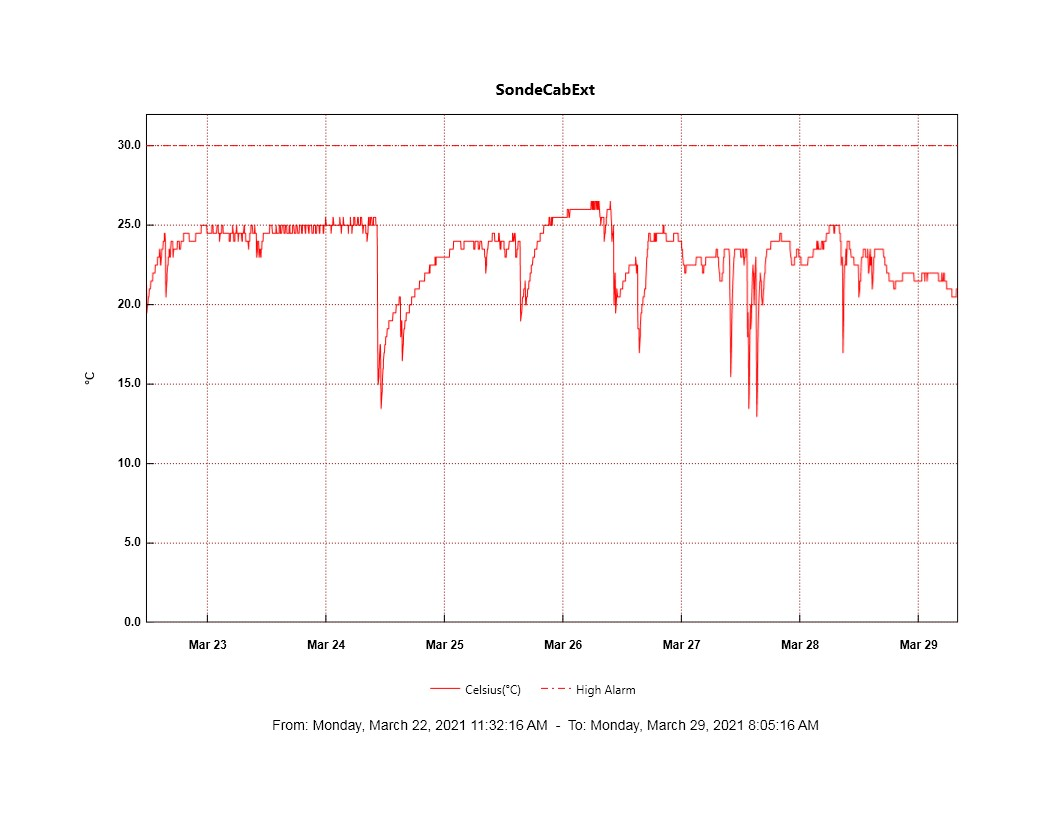 SondeCabExt
30.0
25.0
20.0
15.0
10.0
5.0
0.0
°C
Mar 23 Mar 24 Mar 25 Mar 26 Mar 27 Mar 28 Mar 29
Celsius(°C) High Alarm
From: Monday, March 22, 2021 11:32:16 AM - To: Monday, March 29, 2021 8:05:16 AM